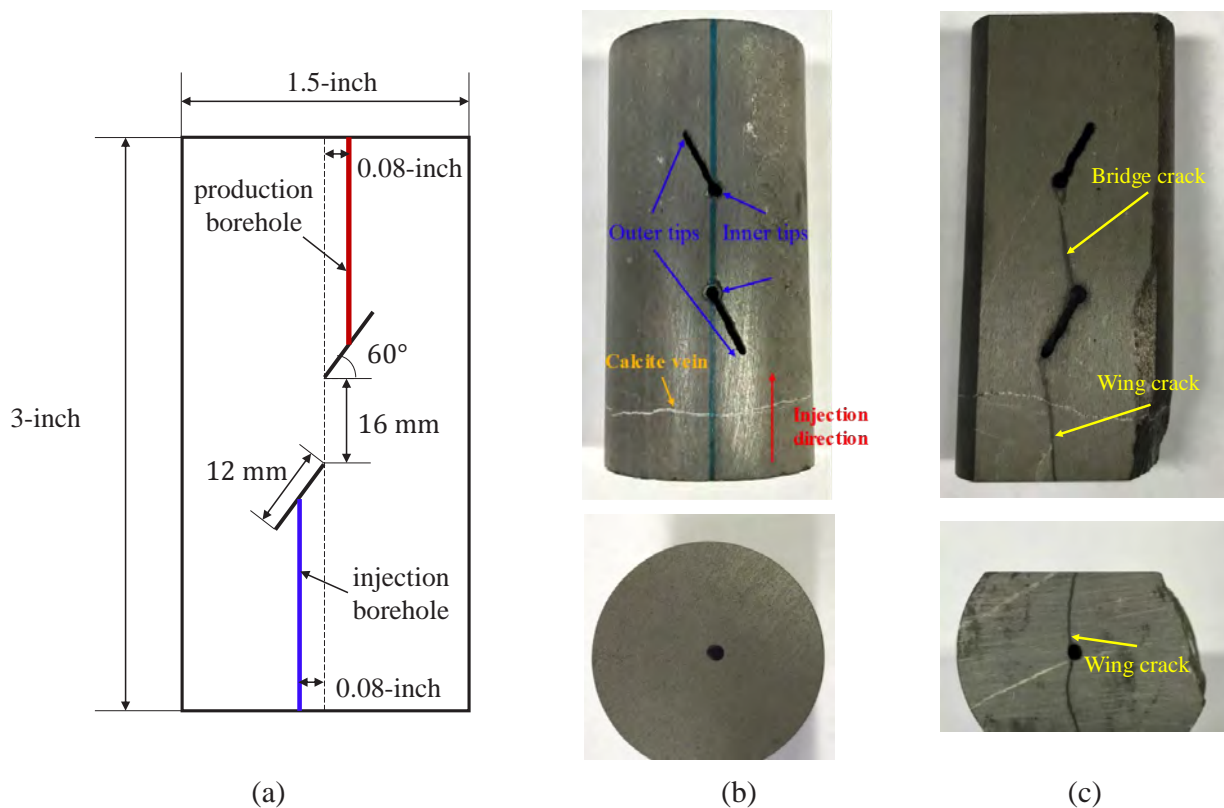 1.5-inch
0.08-inch
production
borehole
60°
3-inch
16 mm
12 mm
injection
borehole
0.08-inch
(a)
Outer tips
Inner tips
Calcite vein
Injection
direction
(b)
Bridge crack
Wing crack
Wing crack
(c)